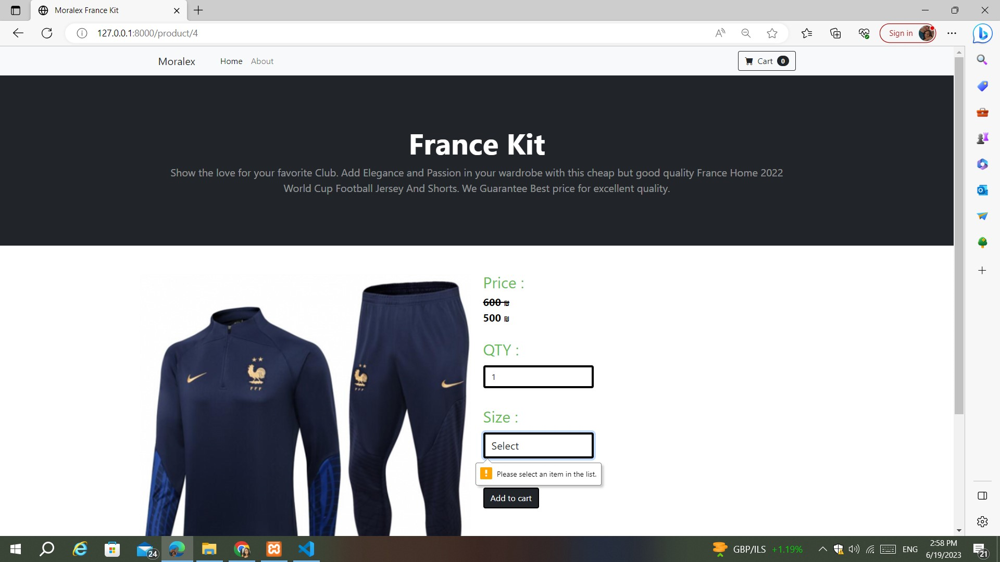 Moralex France Kit
127.0.0.1:8000/product/4
Sign in
Moralex
Home
About
Cart 0
France Kit
Show the love for your favorite Club. Add Elegance and Passion in your wardrobe with this cheap but good quality France Home 2022
World Cup Football Jersey And Shorts. We Guarantee Best price for excellent quality.
Price :
600 ₪
500 ₪
QTY :
1
Size :
Select
Please select an item in the list.
Add to cart
FFF
FFF
24
GBP/ILS +1.19%
ENG
2:58 PM
6/19/2023
21